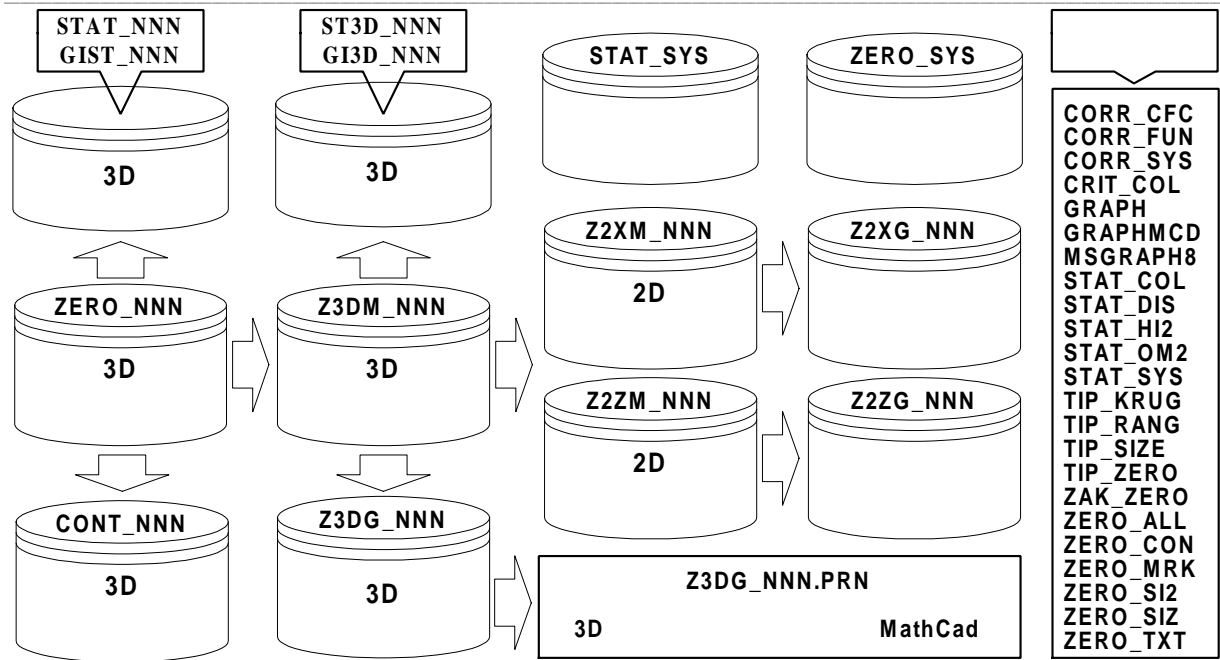 STAT_NNN
GIST_NNN
3D
ST3D_NNN
GI3D_NNN
3D
STAT_SYS
ZERO_SYS
ZERO_NNN
3D
Z3DM_NNN
3D
Z2XM_NNN
2D
Z2XG_NNN
Z2ZM_NNN
2D
Z2ZG_NNN
CONT_NNN
3D
Z3DG_NNN
3D
Z3DG_NNN.PRN
3D MathCad
CORR_CFC
CORR_FUN
CORR_SYS
CRIT_COL
GRAPH
GRAPHMCD
MSGRAPH8
STAT_COL
STAT_DIS
STAT_HI2
STAT_OM2
STAT_SYS
TIP_KRUG
TIP_RANG
TIP_SIZE
TIP_ZERO
ZAK_ZERO
ZERO_ALL
ZERO_CON
ZERO_MRK
ZERO_SI2
ZERO_SIZ
ZERO_TXT